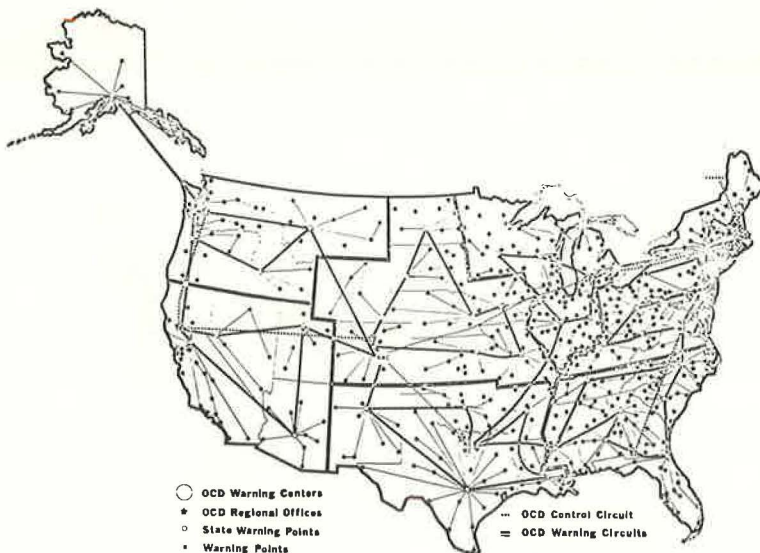 OCD Warning Centers
OCD Regional Offices
State Warning Points
Warning Points
OCD Control Circuit
OCD Warning Circuits